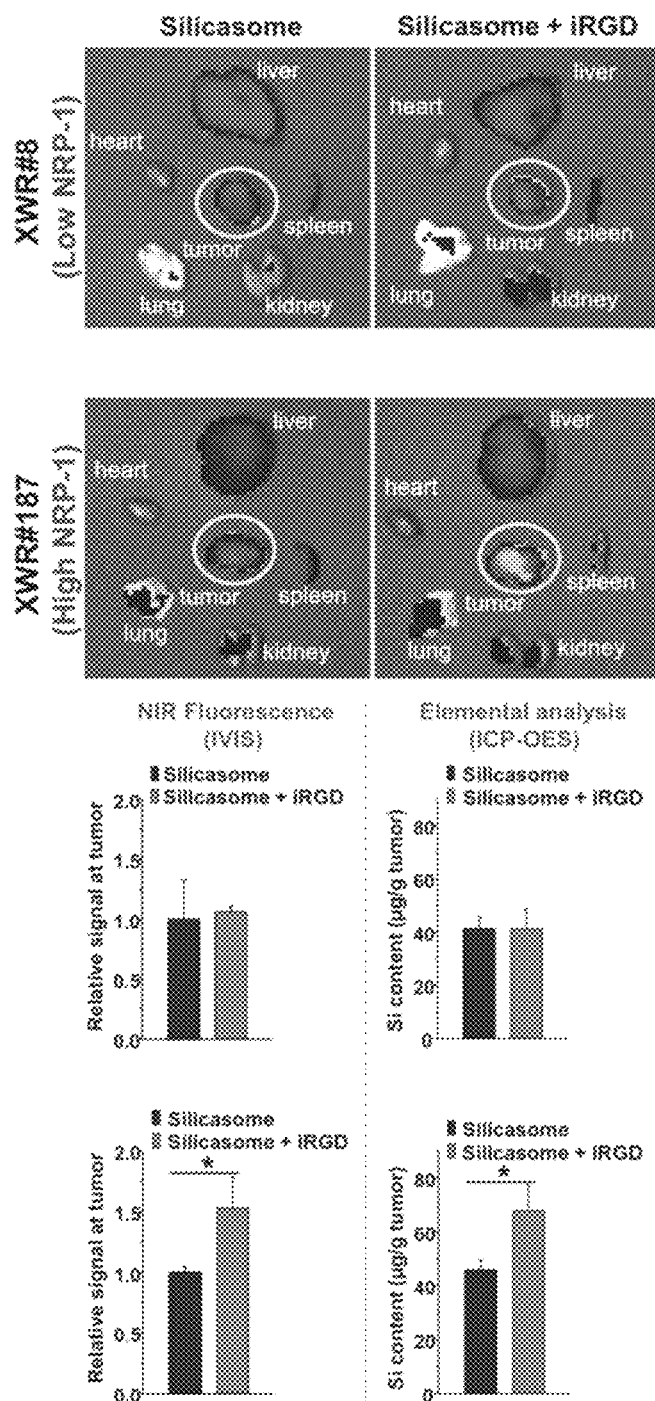 Silicasome
Silicasome + iRGD
XWR#8
(Low NRP-1)
liver
heart
tumor
spleen
lung
kidney
liver
heart
tumor
spleen
lung
kidney
XWR#187
(High NRP-1)
liver
heart
tumor
spleen
lung
kidney
liver
heart
tumor
spleen
lung
kidney
NIR Fluorescence
(IVIS)
Elemental analysis
(ICP-OES)
Silicasome
Silicasome + iRGD
Relative signal at tumor
2.0
1.5
1.0
0.5
0.0
Silicasome
Silicasome + iRGD
Si content (µg/g tumor)
80
60
40
20
0
Silicasome
Silicasome + iRGD
Relative signal at tumor
2.0
1.5
1.0
0.5
0.0
*
Silicasome
Silicasome + iRGD
Si content (µg/g tumor)
80
60
40
20
0
*